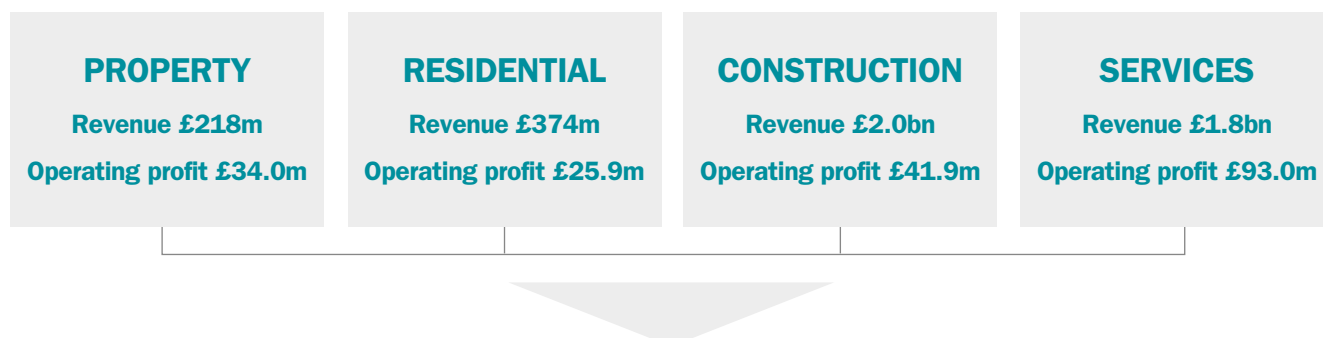 PROPERTY
Revenue £218m
Operating profit £34.0m
RESIDENTIAL
Revenue £374m
Operating profit £25.9m
CONSTRUCTION
Revenue £2.0bn
Operating profit £41.9m
SERVICES
Revenue £1.8bn
Operating profit £93.0m